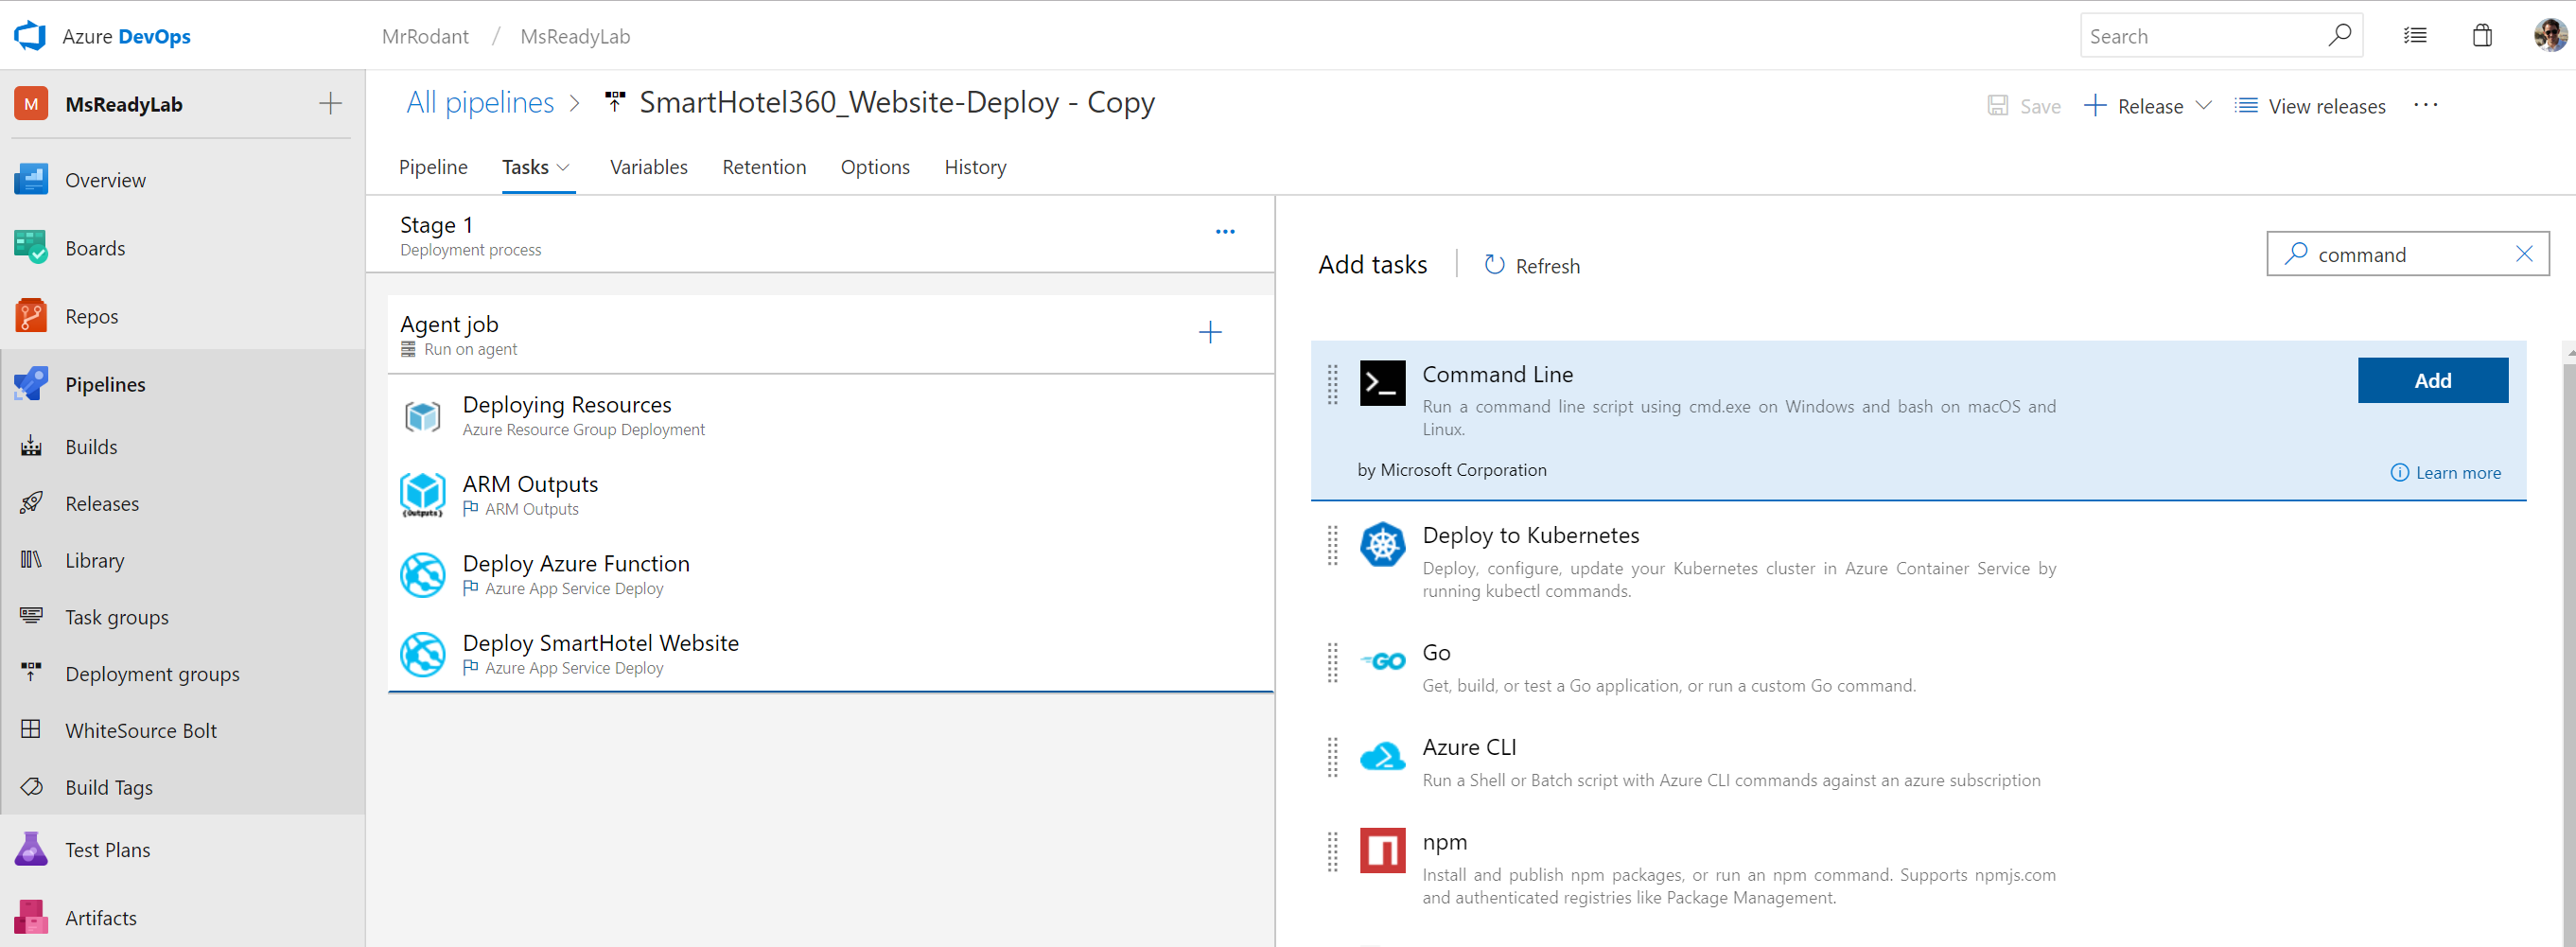 Azure DevOps
MrRodant / MsReadyLab
Search
M MsReadyLab
Overview
Boards
Repos
Pipelines
Builds
Releases
Library
Task groups
Deployment groups
WhiteSource Bolt
Build Tags
Test Plans
Artifacts
All pipelines > SmartHotel360_Website-Deploy - Copy
Save
Release
View releases
...
Pipeline Tasks Variables Retention Options History
Stage 1
Deployment process
...
Agent job
Run on agent
Deploying Resources
Azure Resource Group Deployment
{Outputs}
ARM Outputs
ARM Outputs
Deploy Azure Function
Azure App Service Deploy
Deploy SmartHotel Website
Azure App Service Deploy
Add tasks
Refresh
command
Command Line
Run a command line script using cmd.exe on Windows and bash on macOS and
Linux.
by Microsoft Corporation
Add
Learn more
Deploy to Kubernetes
Deploy, configure, update your Kubernetes cluster in Azure Container Service by
running kubectl commands.
GO
Go
Get, build, or test a Go application, or run a custom Go command.
Azure CLI
Run a Shell or Batch script with Azure CLI commands against an azure subscription
npm
Install and publish npm packages, or run an npm command. Supports npmjs.com
and authenticated registries like Package Management.